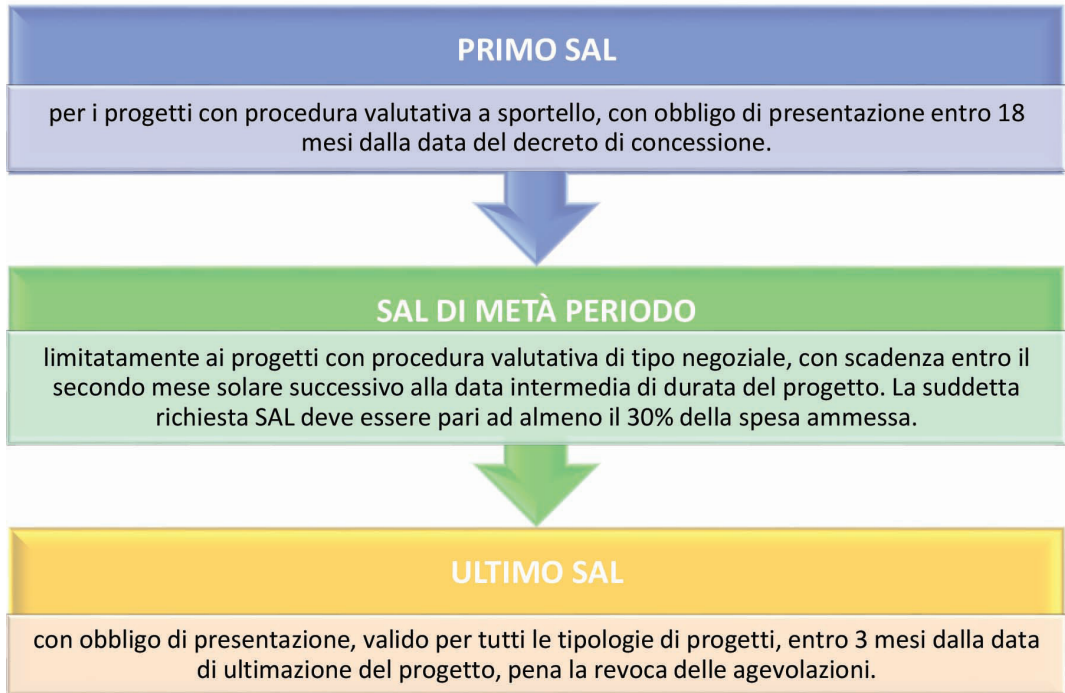 PRIMO SAL
per i progetti con procedura valutativa a sportello, con obbligo di presentazione entro 18
mesi dalla data del decreto di concessione.
SAL DI METÀ PERIODO
limitatamente ai progetti con procedura valutativa di tipo negoziale, con scadenza entro il
secondo mese solare successivo alla data intermedia di durata del progetto. La suddetta
richiesta SAL deve essere pari ad almeno il 30% della spesa ammessa.
ULTIMO SAL
con obbligo di presentazione, valido per tutti le tipologie di progetti, entro 3 mesi dalla data
di ultimazione del progetto, pena la revoca delle agevolazioni.